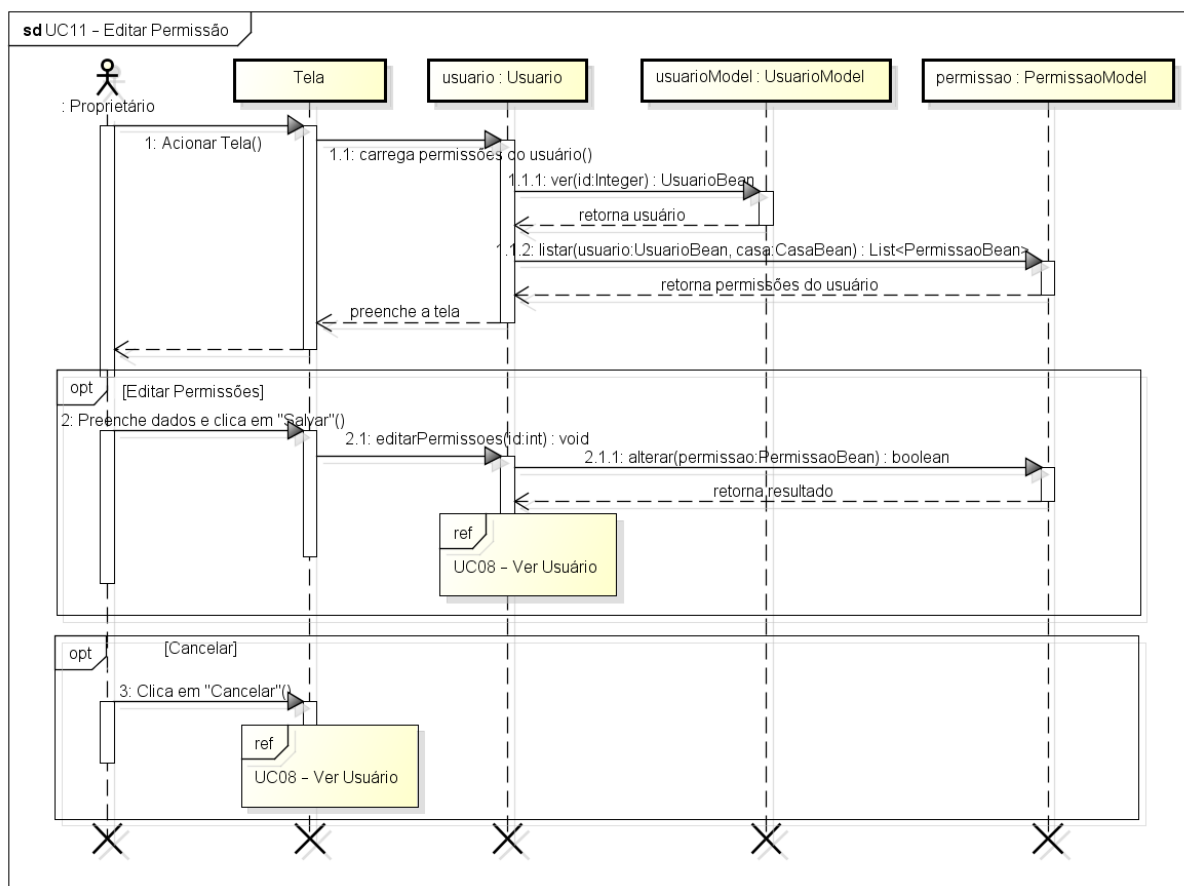 sd UC11 – Editar Permissão
: Proprietário
Tela
usuario : Usuario
usuarioModel : UsuarioModel
permissao : PermissaoModel
1: Acionar Tela()
1.1: carrega permissões do usuário()
1.1.1: ver(id:Integer) : UsuarioBean
retorna usuário
1.1.2: listar(usuario:UsuarioBean, casa:CasaBean) : List<PermissaoBean>
retorna permissões do usuário
preenche a tela
opt
[Editar Permissões]
2: Preenche dados e clica em "Salvar"()
2.1: editarPermissoes(id:int) : void
2.1.1: alterar(permissao:PermissaoBean) : boolean
retorna resultado
ref
UC08 – Ver Usuário
opt
[Cancelar]
3: Clica em "Cancelar"()
ref
UC08 – Ver Usuário